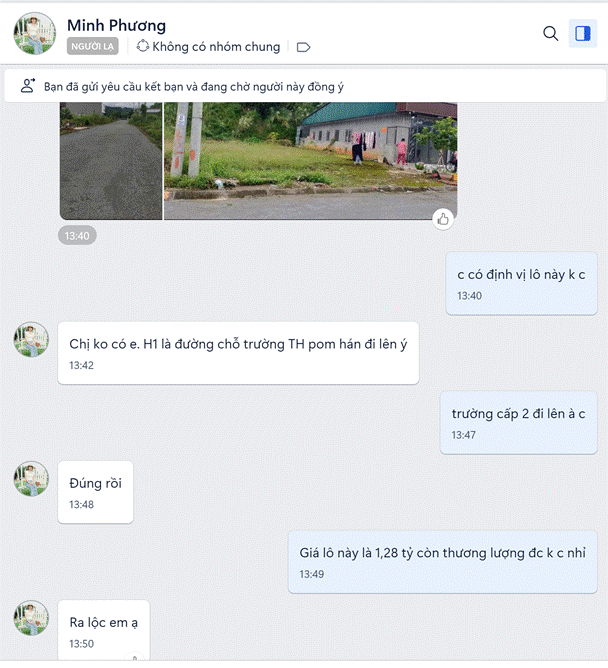 Minh Phương
NGƯỜI LẠ
Không có nhóm chung
Bạn đã gửi yêu cầu kết bạn và đang chờ người này đồng ý
13:40
c có định vị lô này k c
13:40
Chị ko có e. H1 là đường chỗ trường TH pom hán đi lên ý
13:42
trường cấp 2 đi lên à c
13:47
Đúng rồi
13:48
Giá lô này là 1,28 tỷ còn thương lượng đc k c nhỉ
13:49
Ra lộc em ạ
13:50